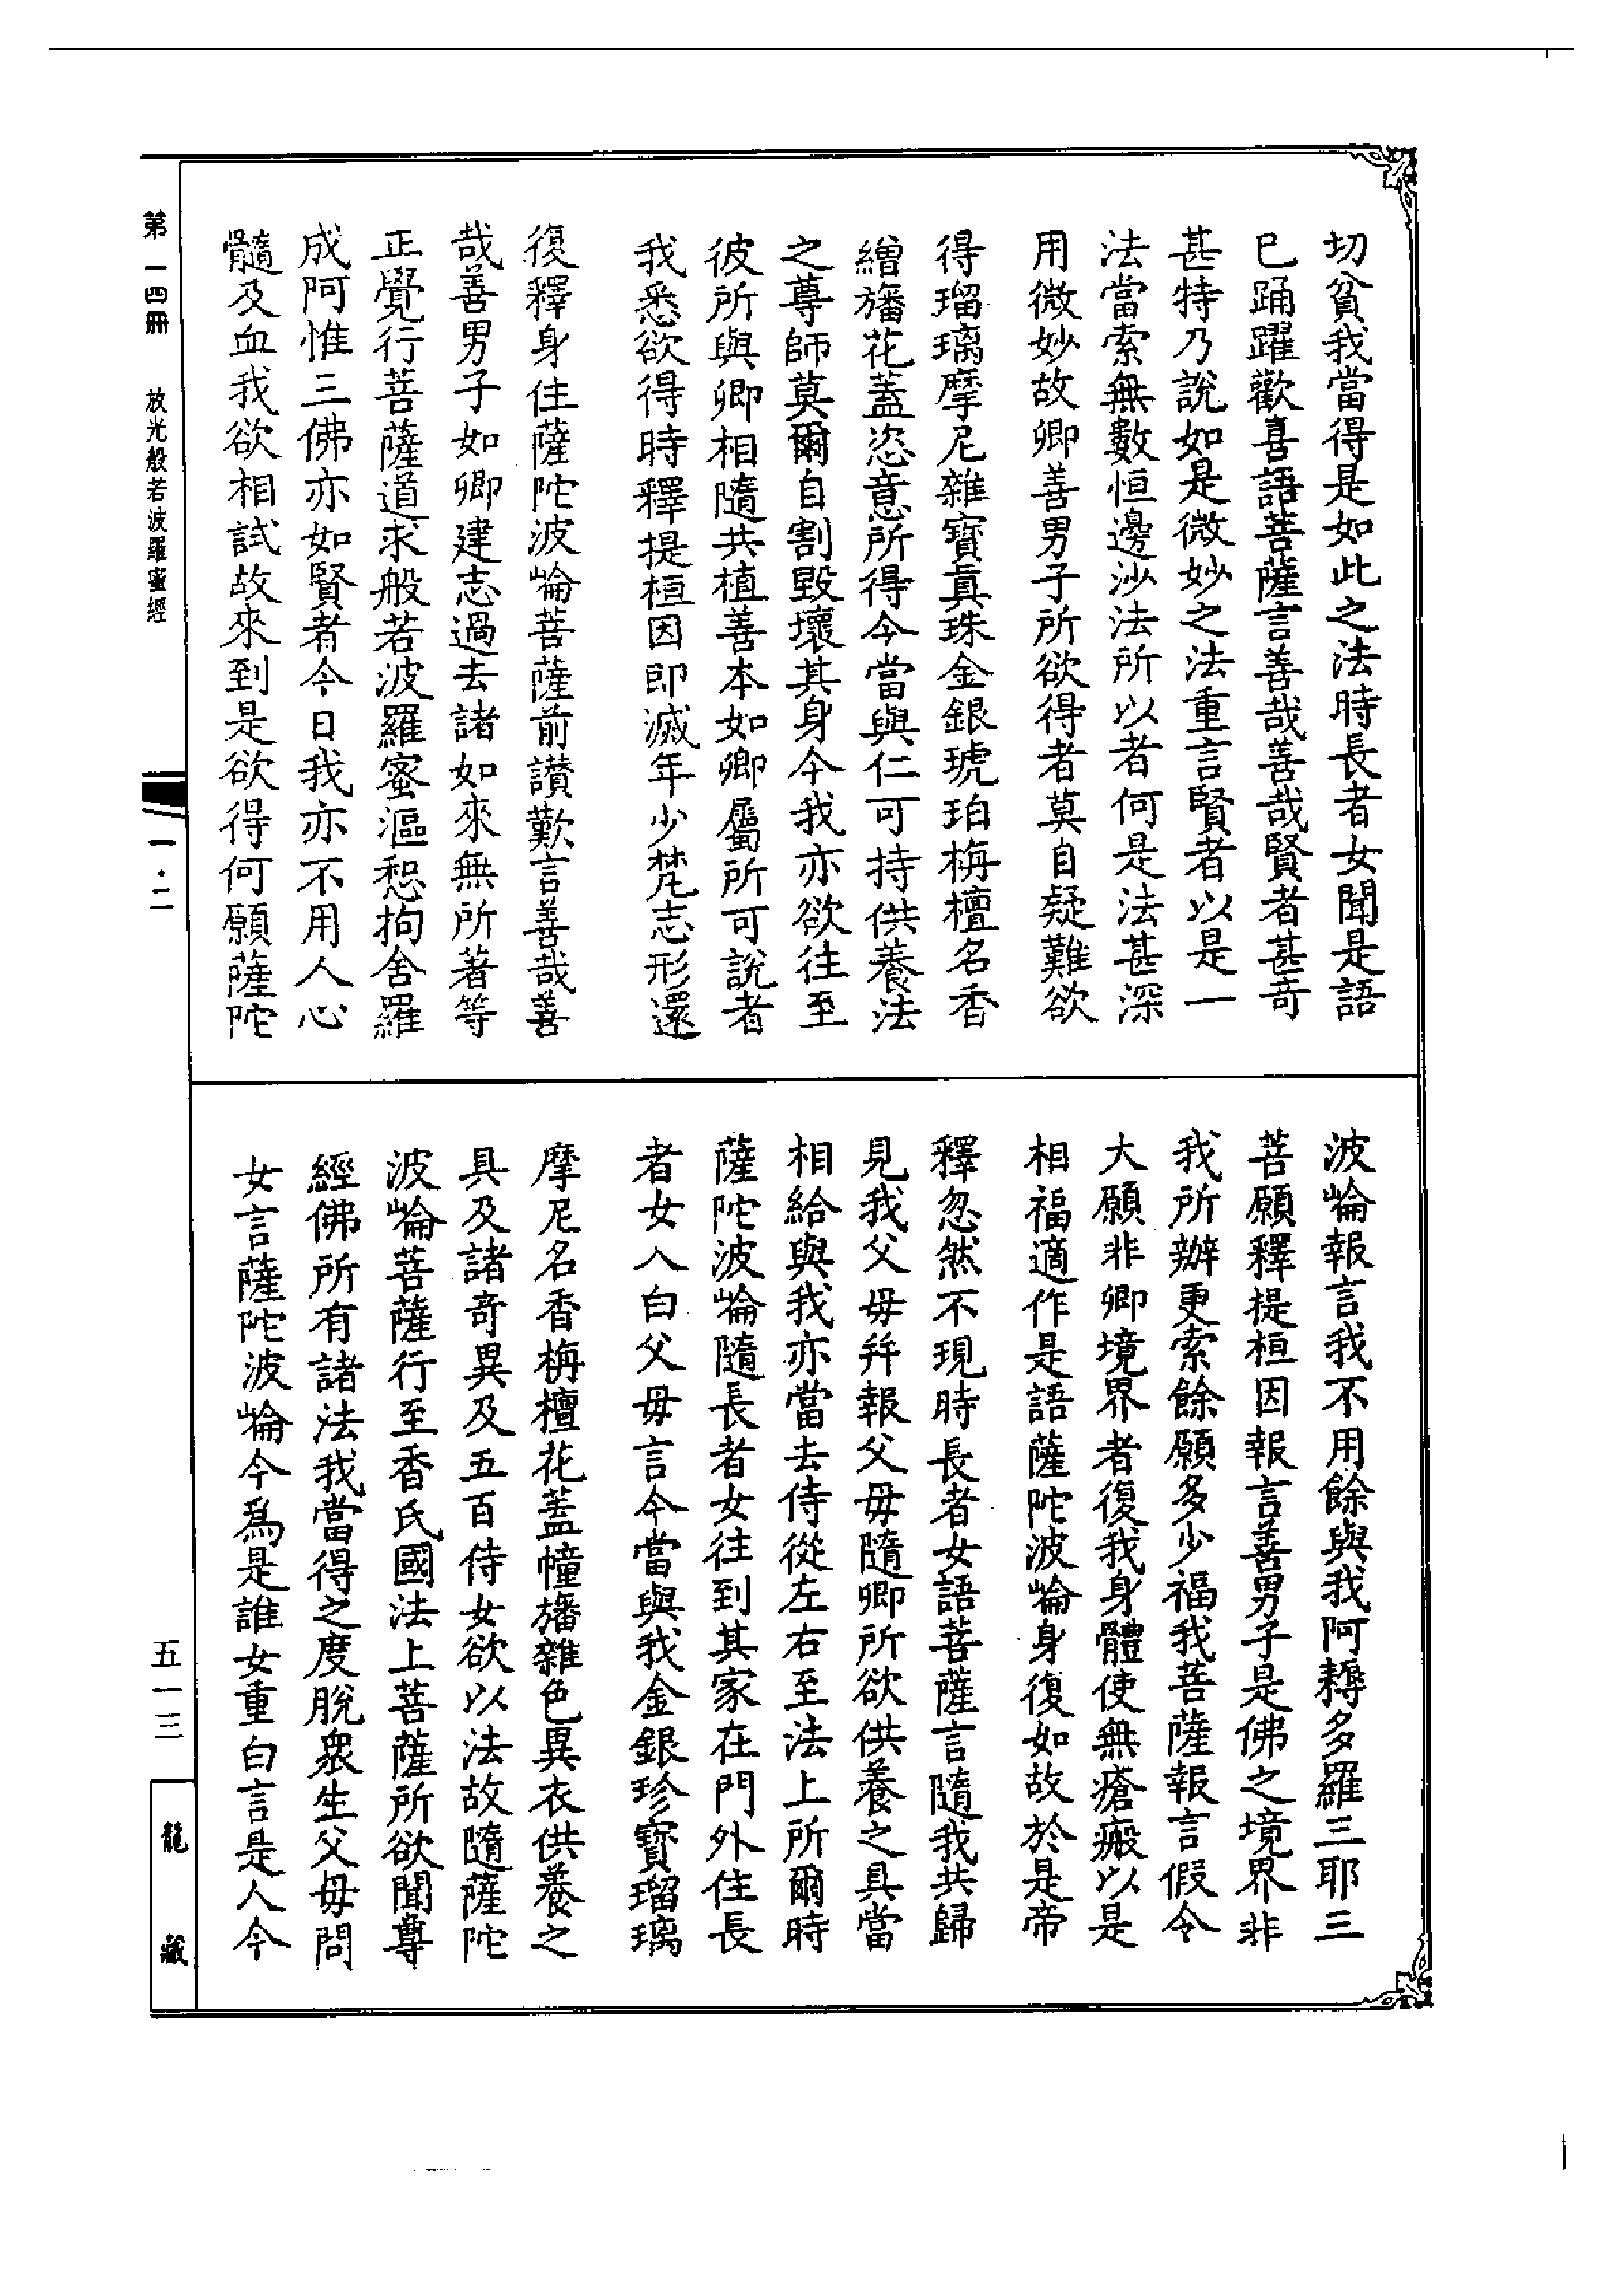 切貧我當得是如此之法時長者女聞是語
已踊躍歡喜語菩薩言善哉善哉賢者甚奇
甚特乃說如是微妙之法重言賢者以是一
法當索無數恒邊沙法所以者何是法甚深
用微妙故卿善男子所欲得者莫自疑難欲
得瑠璃摩尼雜寶真珠金銀琥珀栴檀名香
繒旛花蓋恣意所得今當與仁可持供養法
之尊師莫爾自割毀壞其身今我亦欲往至
彼所與卿相隨共植善本如卿屬所可說者
我悉欲得時釋提桓因即滅年少梵志形還
復釋身住薩陀波崙菩薩前讚歎言善哉善
哉善男子如卿建志過去諸如來無所著等
正覺行菩薩道求般若波羅蜜漚惒拘舍羅
成阿惟三佛亦如賢者今日我亦不用人心
髓及血我欲相試故來到是欲得何願薩陀
波崙報言我不用餘與我阿耨多羅三耶三
菩願釋提桓因報言善男子是佛之境界非
我所辦更索餘願多少福我菩薩報言假令
大願非卿境界者復我身體使無瘡瘢以是
相福適作是語薩陀波崙身復如故於是帝
釋忽然不現時長者女語菩薩言隨我共歸
見我父母并報父母隨卿所欲供養之具當
相給與我亦當去侍從左右至法上所爾時
薩陀波崙隨長者女往到其家在門外住長
者女入白父母言今當與我金銀珍寶瑠璃
摩尼名香栴檀花蓋幢旛雜色異衣供養之
具及諸奇異及五百侍女欲以法故隨薩陀
波崙菩薩行至香氏國法上菩薩所欲聞尊
經佛所有諸法我當得之度脫眾生父母問
女言薩陀波崙今為是誰女重白言是人今
第一四冊 放光般若波羅蜜經
一·二
五一三
龍藏